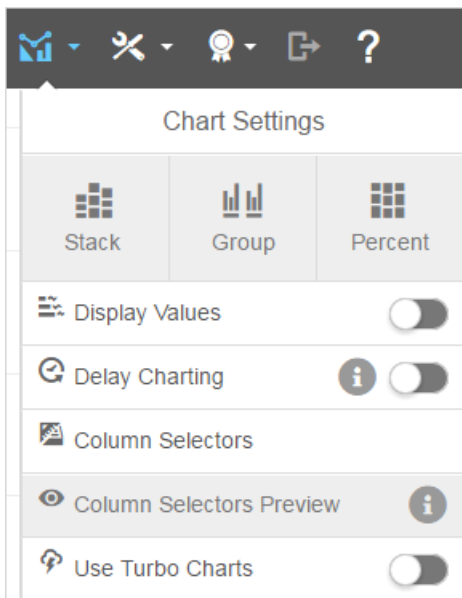 ?
Chart Settings
Stack Group Percent
Display Values
Delay Charting i
Column Selectors
Column Selectors Preview i
Use Turbo Charts